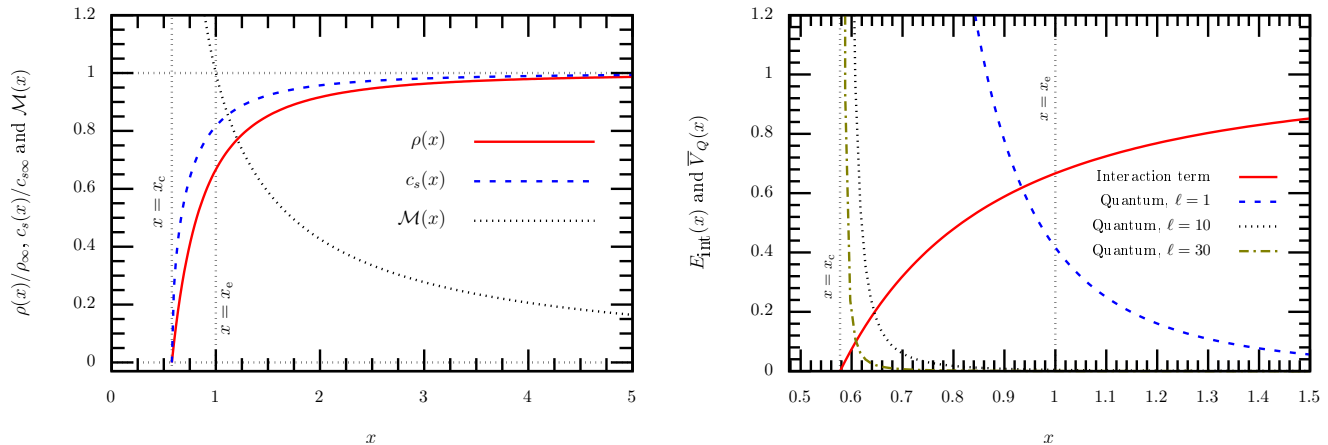 ρ(x)/ρ∞, c_s(x)/c_s∞ and ℳ(x)
1.2
1
0.8
0.6
0.4
0.2
0
0 1 2 3 4 5
x
x = x_c
x = x_e
ρ(x)
c_s(x)
ℳ(x)
E_int(x) and V̅_Q(x)
1.2
1
0.8
0.6
0.4
0.2
0
0.5 0.6 0.7 0.8 0.9 1 1.1 1.2 1.3 1.4 1.5
x
x = x_c
x = x_e
Interaction term
Quantum, ℓ = 1
Quantum, ℓ = 10
Quantum, ℓ = 30